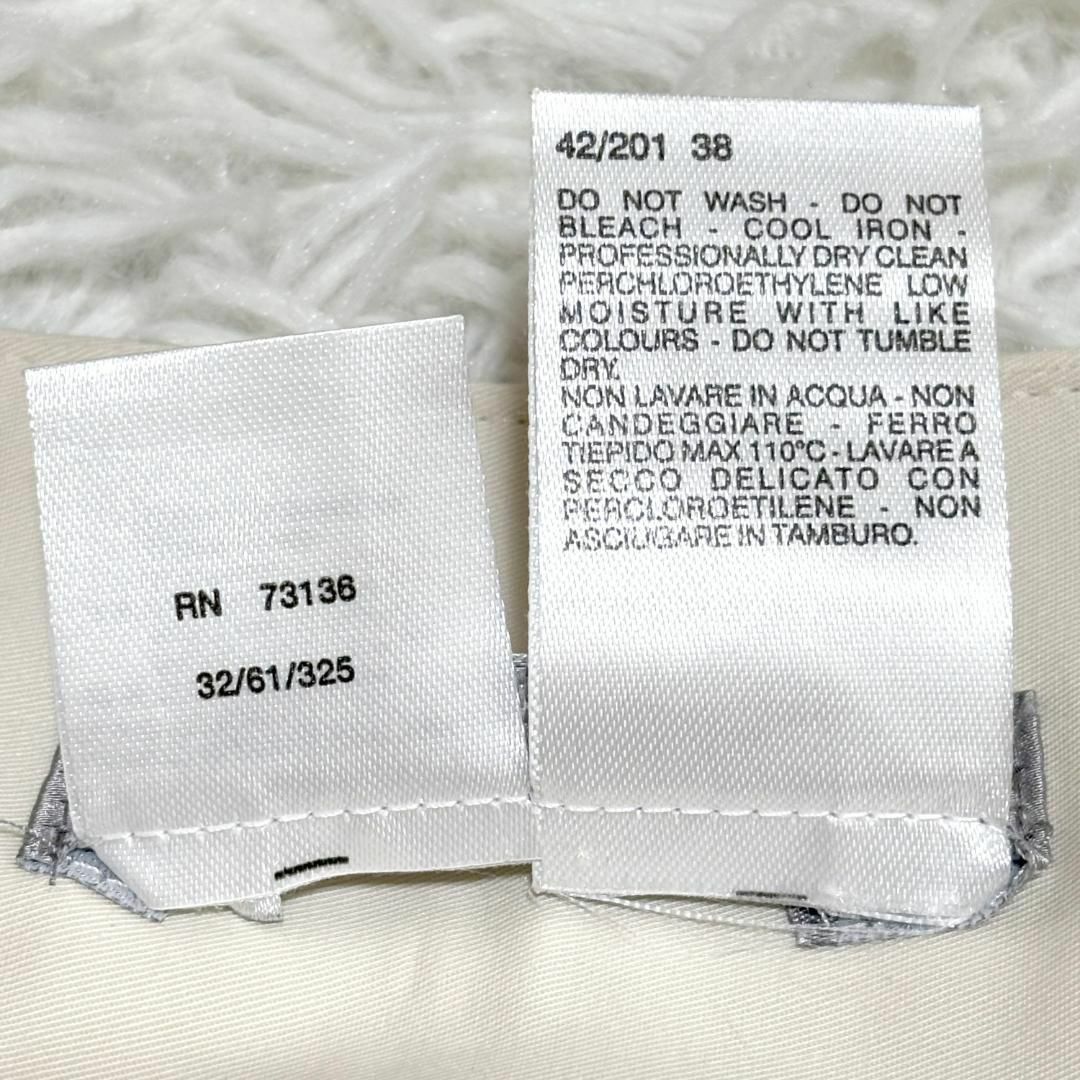 RN 73136
32/61/325
42/201 38
DO NOT WASH - DO NOT
BLEACH - COOL IRON -
PROFESSIONALLY DRY CLEAN
PERCHLOROETHYLENE LOW
MOISTURE WITH LIKE
COLOURS - DO NOT TUMBLE
DRY.
NON LAVARE IN ACQUA - NON
CANDEGGIARE - FERRO
TIEPIDO MAX 110°C - LAVARE A
SECCO DELICATO CON
PERCLOROETILENE - NON
ASCIUGARE IN TAMBURO.